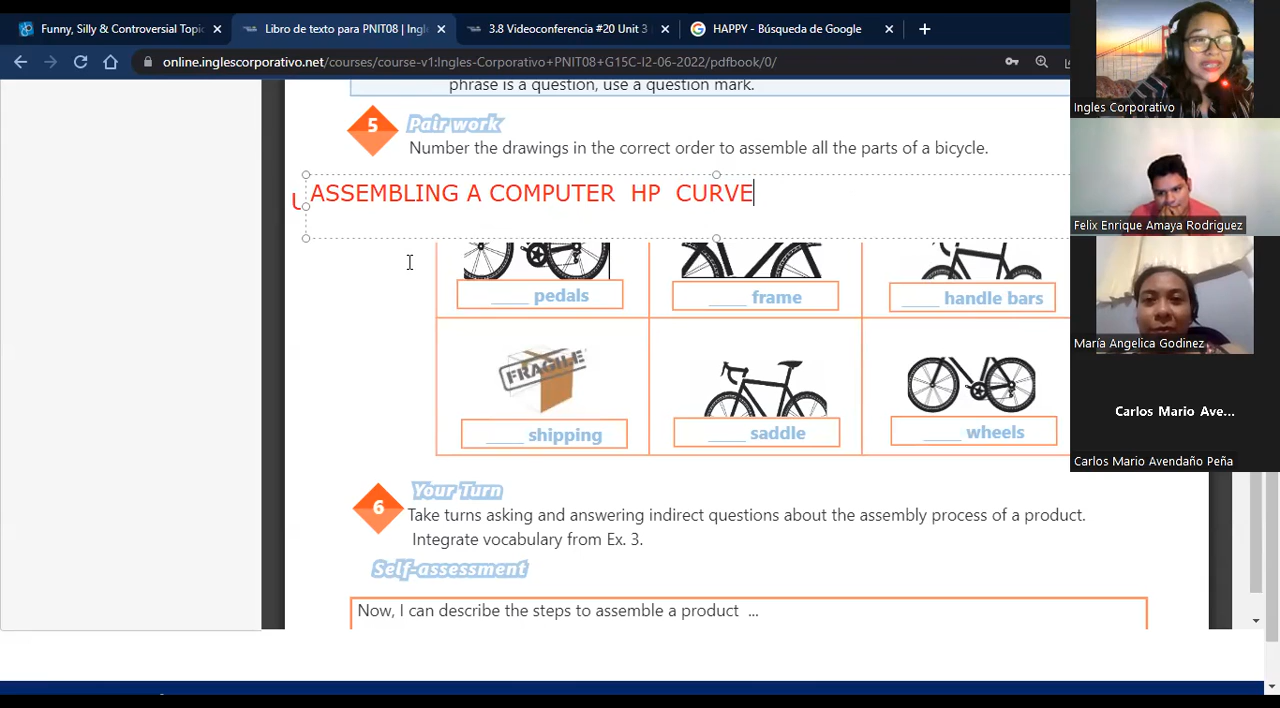 Funny, Silly & Controversial Topic
Libro de texto para PNIT08 | Ingl
3.8 Videoconferencia #20 Unit 3
HAPPY - Búsqueda de Google
online.inglescorporativo.net/courses/course-v1:Ingles-Corporativo+PNIT08+G15C-I2-06-2022/pdfbook/0/
phrase is a question, use a question mark.
5 Pair work
Number the drawings in the correct order to assemble all the parts of a bicycle.
ASSEMBLING A COMPUTER HP CURVE
____ pedals
____ frame
____ handle bars
FRAGILE
____ shipping
____ saddle
____ wheels
6 Your Turn
Take turns asking and answering indirect questions about the assembly process of a product.
Integrate vocabulary from Ex. 3.
Self-assessment
Now, I can describe the steps to assemble a product ...
Ingles Corporativo
Felix Enrique Amaya Rodriguez
María Angelica Godinez
Carlos Mario Ave...
Carlos Mario Avendaño Peña